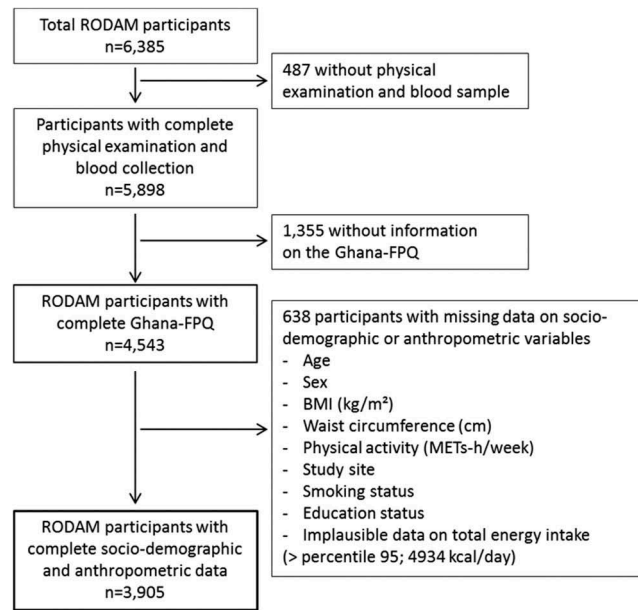 Total RODAM participants
n=6,385
487 without physical
examination and blood sample
Participants with complete
physical examination and
blood collection
n=5,898
1,355 without information
on the Ghana-FPQ
RODAM participants with
complete Ghana-FPQ
n=4,543
638 participants with missing data on socio-
demographic or anthropometric variables
- Age
- Sex
- BMI (kg/m²)
- Waist circumference (cm)
- Physical activity (METs-h/week)
- Study site
- Smoking status
- Education status
- Implausible data on total energy intake
(> percentile 95; 4934 kcal/day)
RODAM participants with
complete socio-demographic
and anthropometric data
n=3,905